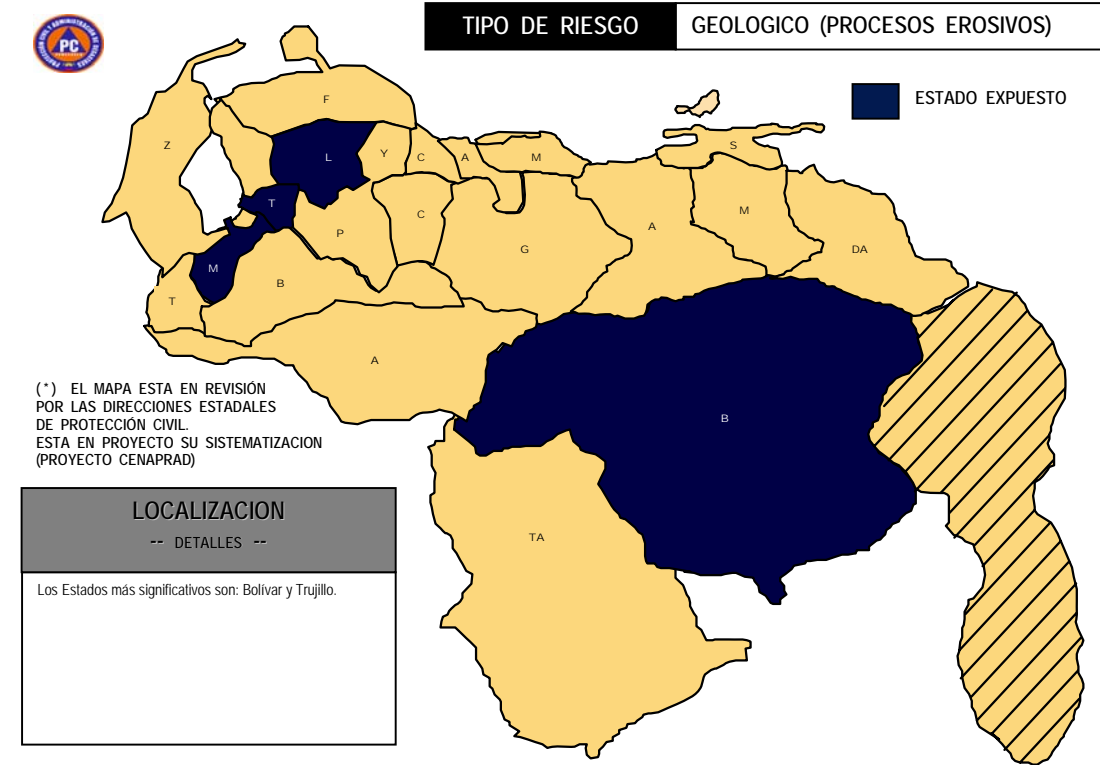 TIPO DE RIESGO
GEOLOGICO (PROCESOS EROSIVOS)
PC
ESTADO EXPUESTO
F
Z
L
Y
C
A
M
S
T
C
M
P
A
G
DA
M
B
T
A
B
TA
(*) EL MAPA ESTA EN REVISIÓN
POR LAS DIRECCIONES ESTADALES
DE PROTECCIÓN CIVIL.
ESTA EN PROYECTO SU SISTEMATIZACION
(PROYECTO CENAPRAD)
LOCALIZACION
-- DETALLES --
Los Estados más significativos son: Bolívar y Trujillo.